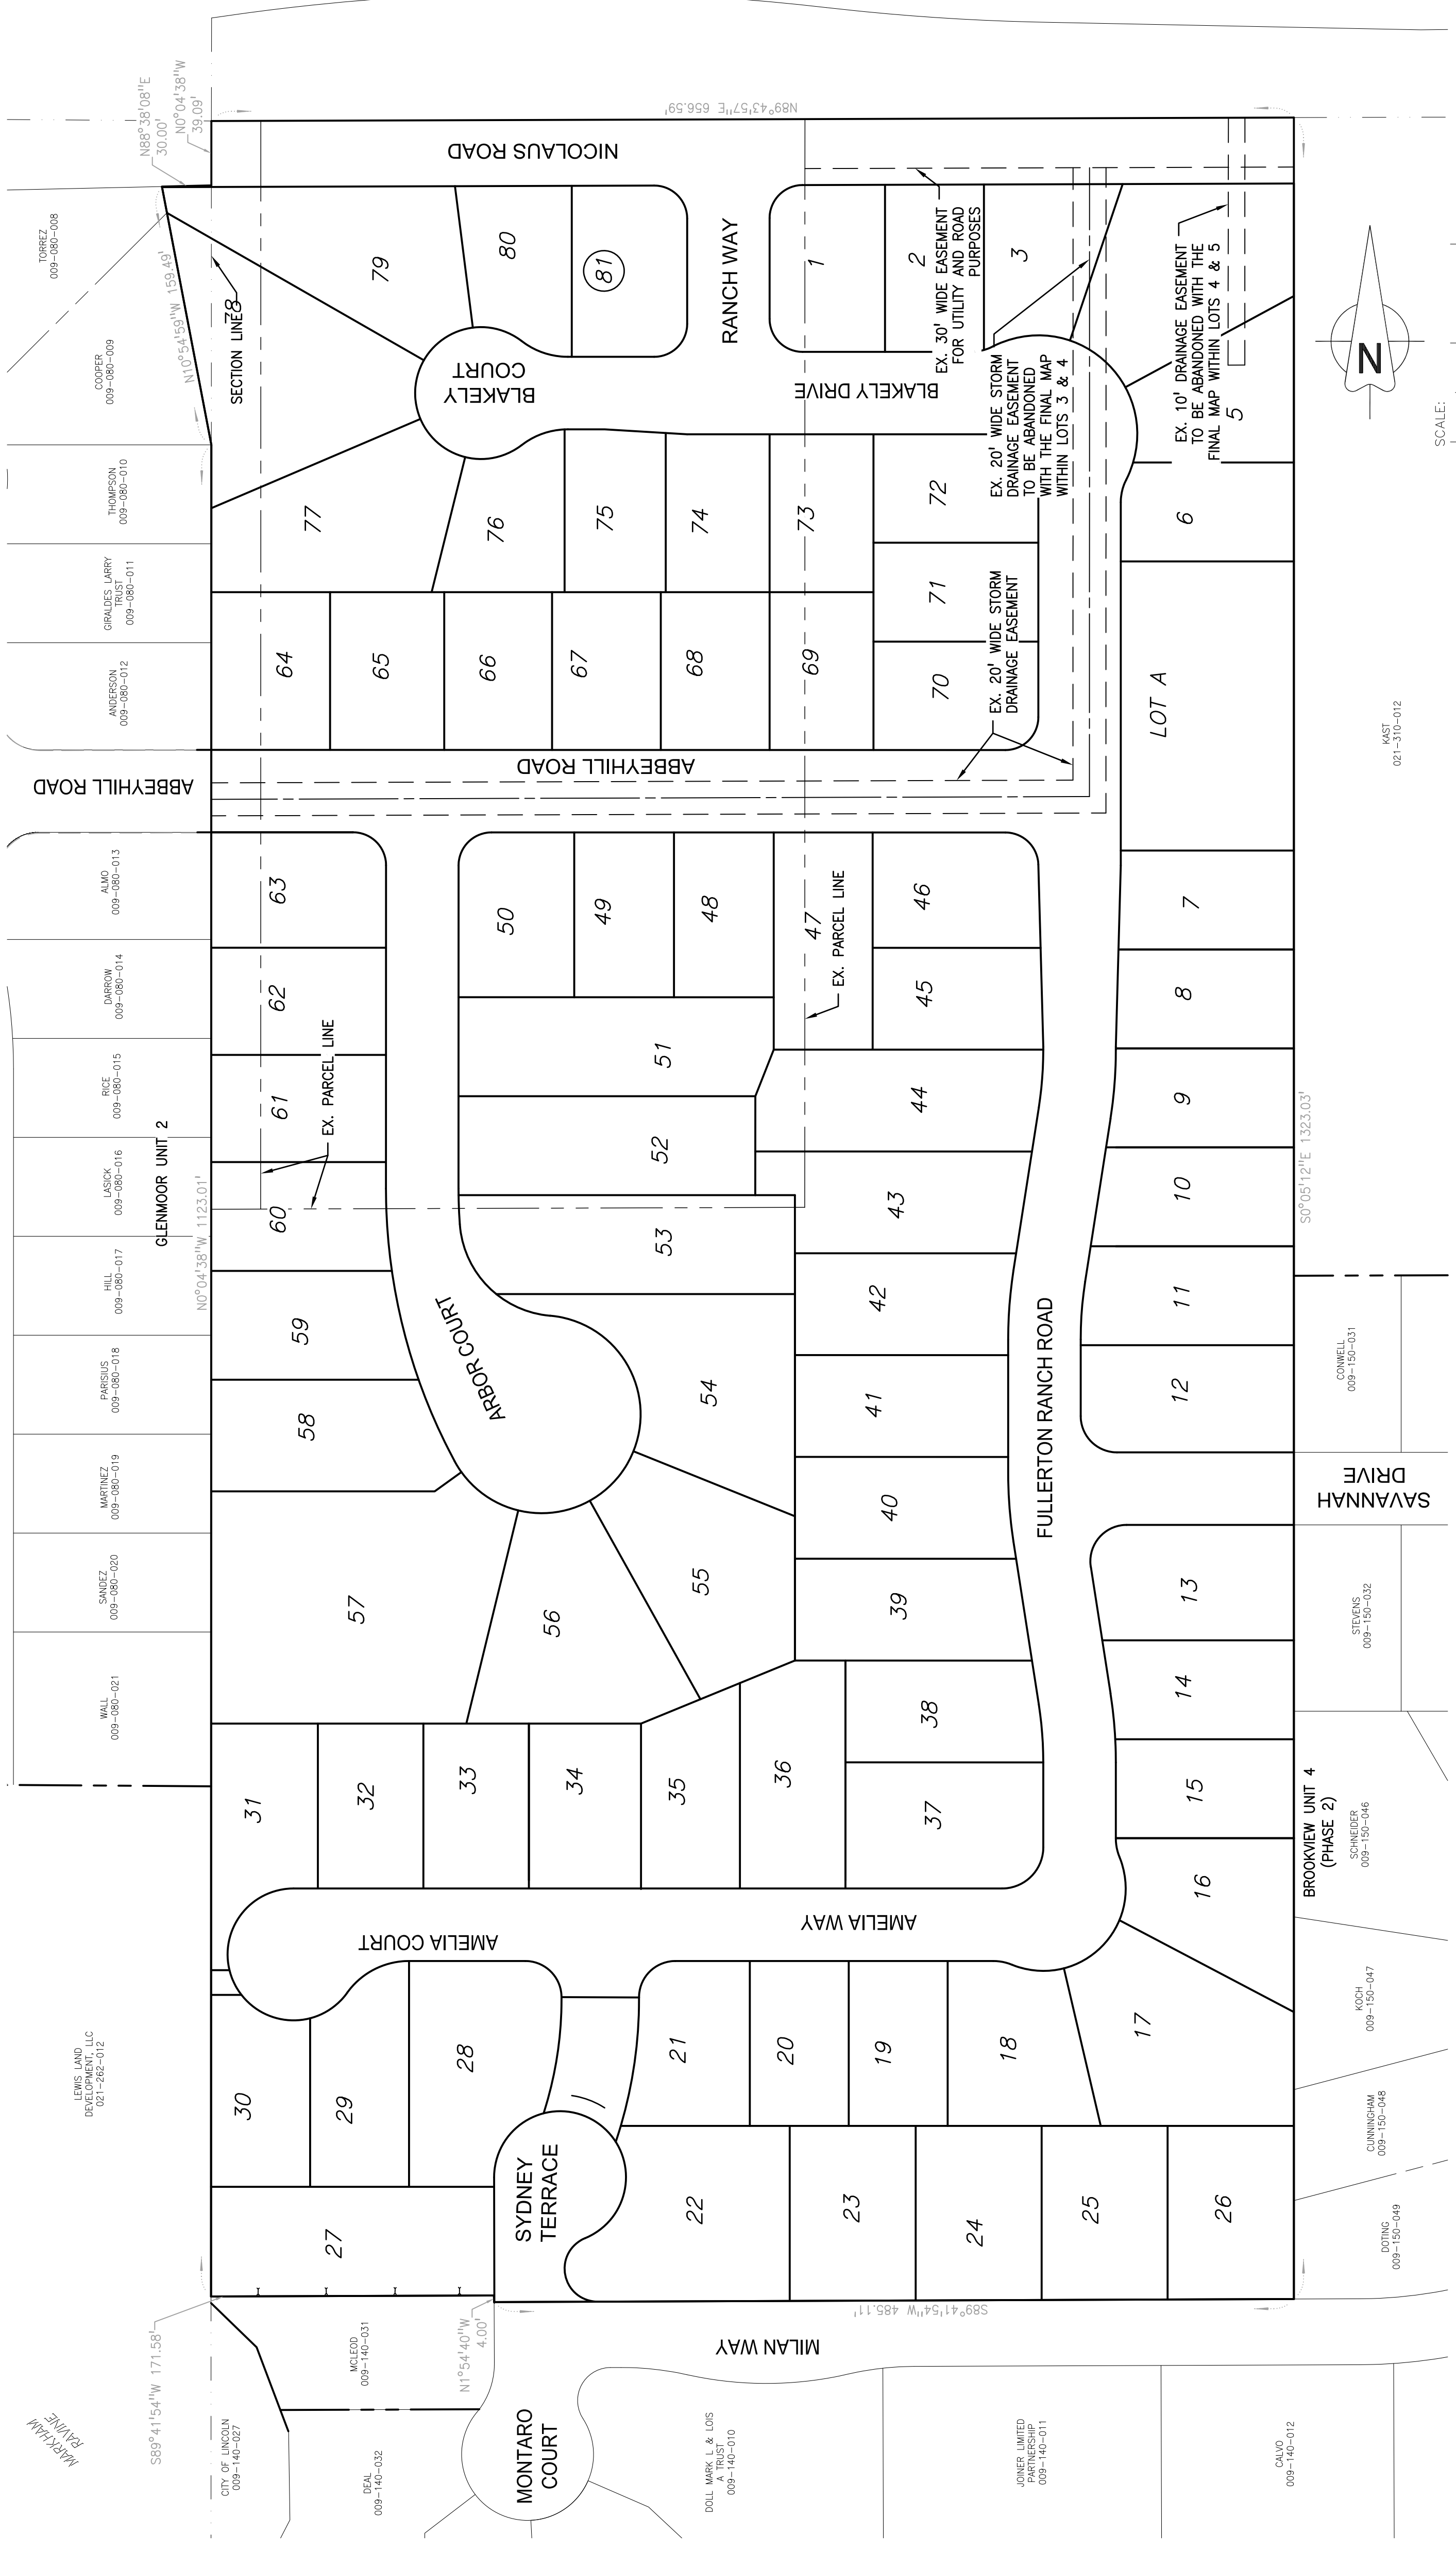 N88°38'08"E
30.00'
N0°04'38"W
39.09'
N89°43'57"E 656.59'
NICOLAUS ROAD
TORREZ
009-080-008
N10°54'59"W 159.49'
COOPER
009-080-009
SECTION LINE
78
79
80
81
RANCH WAY
1
2
3
EX. 30' WIDE EASEMENT
FOR UTILITY AND ROAD
PURPOSES
EX. 10' DRAINAGE EASEMENT
TO BE ABANDONED WITH THE
FINAL MAP WITHIN LOTS 4 & 5
5
N
SCALE:
BLAKELY
COURT
BLAKELY DRIVE
EX. 20' WIDE STORM
DRAINAGE EASEMENT
TO BE ABANDONED
WITH THE FINAL MAP
WITHIN LOTS 3 & 4
THOMPSON
009-080-010
GIRALDES LARRY
TRUST
009-080-011
ANDERSON
009-080-012
77
76
75
74
73
72
71
6
64
65
66
67
68
69
70
EX. 20' WIDE STORM
DRAINAGE EASEMENT
LOT A
KAST
021-310-012
ABBEYHILL ROAD
ABBEYHILL ROAD
ALMO
009-080-013
DARROW
009-080-014
RICE
009-080-015
LASICK
009-080-016
HILL
009-080-017
PARISIUS
009-080-018
MARTINEZ
009-080-019
SANDEZ
009-080-020
WALL
009-080-021
GLENMOOR UNIT 2
N0°04'38"W 1123.01'
63
62
61
60
59
58
57
EX. PARCEL LINE
50
49
48
47
46
45
EX. PARCEL LINE
51
52
53
44
43
42
41
40
39
38
37
ARBOR COURT
54
55
56
FULLERTON RANCH ROAD
7
8
9
10
11
12
13
14
15
16
S0°05'12"E 1323.03'
CONWELL
009-150-031
SAVANNAH
DRIVE
STEVENS
009-150-032
BROOKVIEW UNIT 4
(PHASE 2)
SCHNEIDER
009-150-046
31
32
33
34
35
36
AMELIA COURT
AMELIA WAY
LEWIS LAND
DEVELOPMENT, LLC
021-262-012
30
29
28
27
21
20
19
18
17
KOCH
009-150-047
CUNNINGHAM
009-150-048
DOTING
009-150-049
SYDNEY
TERRACE
22
23
24
25
26
S89°41'54"W 171.58'
N1°54'40"W
4.00'
S89°41'54"W 485.11'
MILAN WAY
MCLEOD
009-140-031
MARKHAM
RAVINE
CITY OF LINCOLN
009-140-027
DEAL
009-140-032
MONTARO
COURT
DOLL MARK L & LOIS
A TRUST
009-140-010
JOINER LIMITED
PARTNERSHIP
009-140-011
CALVO
009-140-012